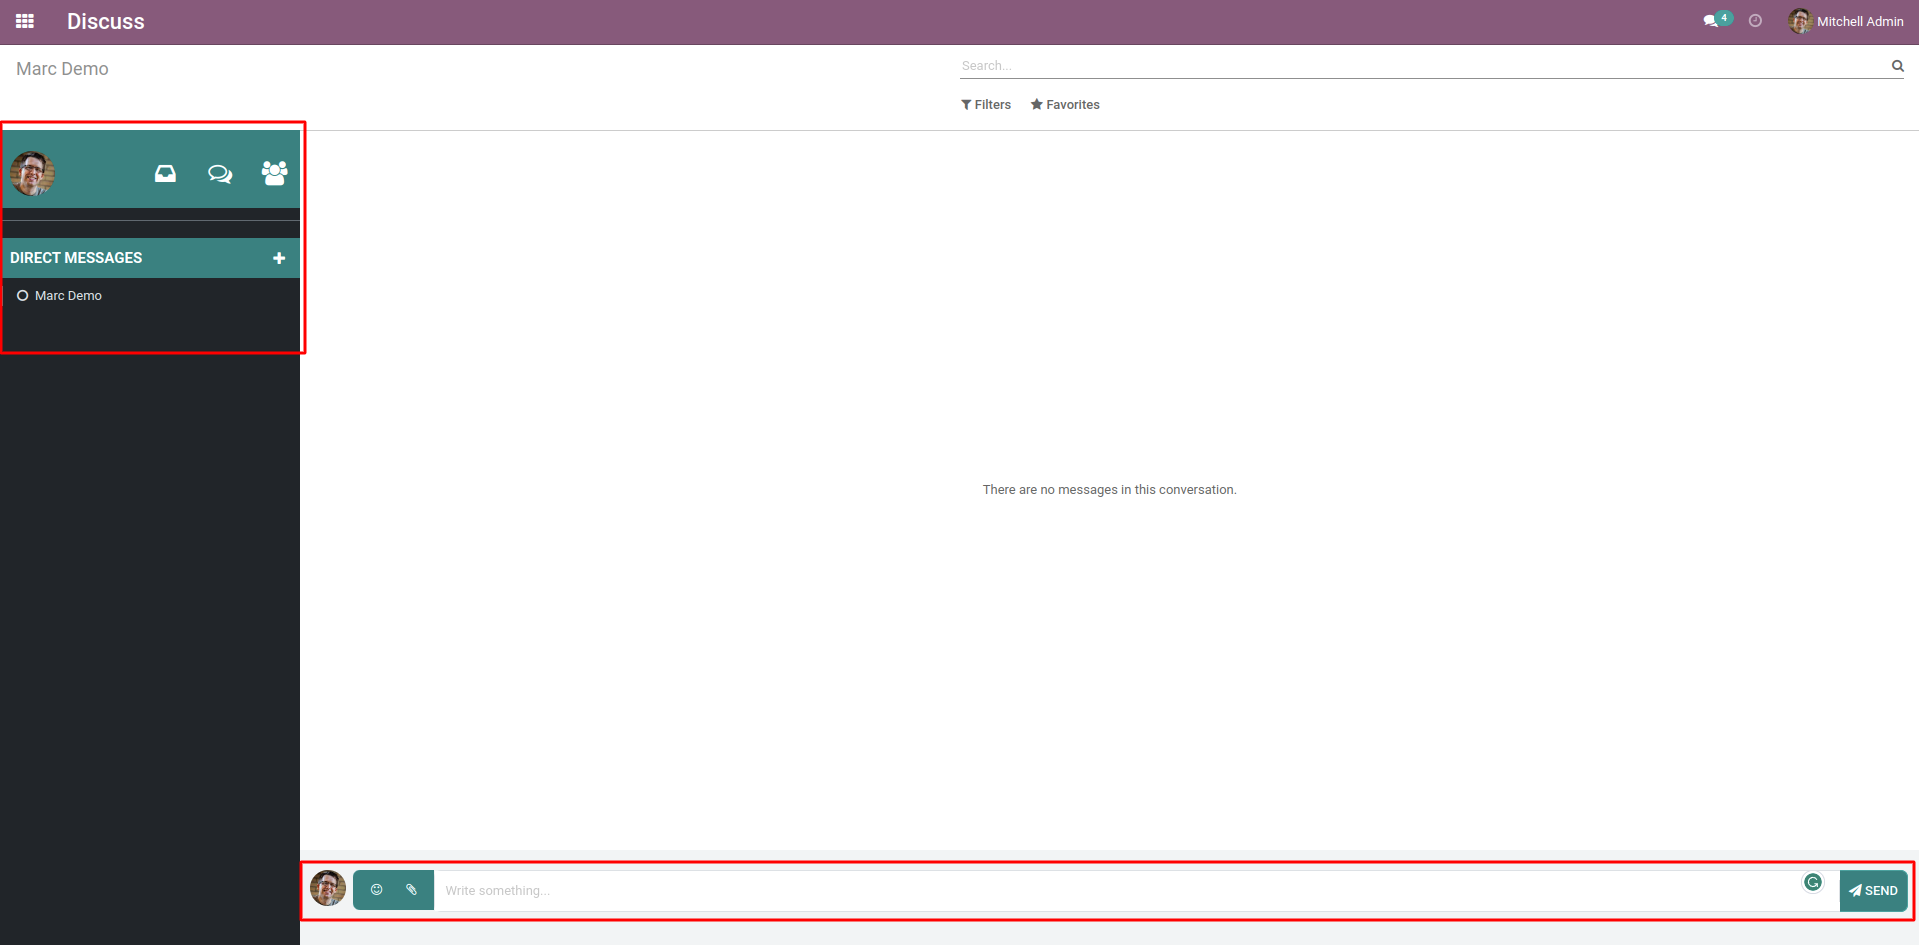 Discuss
4
Mitchell Admin
Marc Demo
Search...
Filters
Favorites
DIRECT MESSAGES
Marc Demo
There are no messages in this conversation.
Write something...
SEND